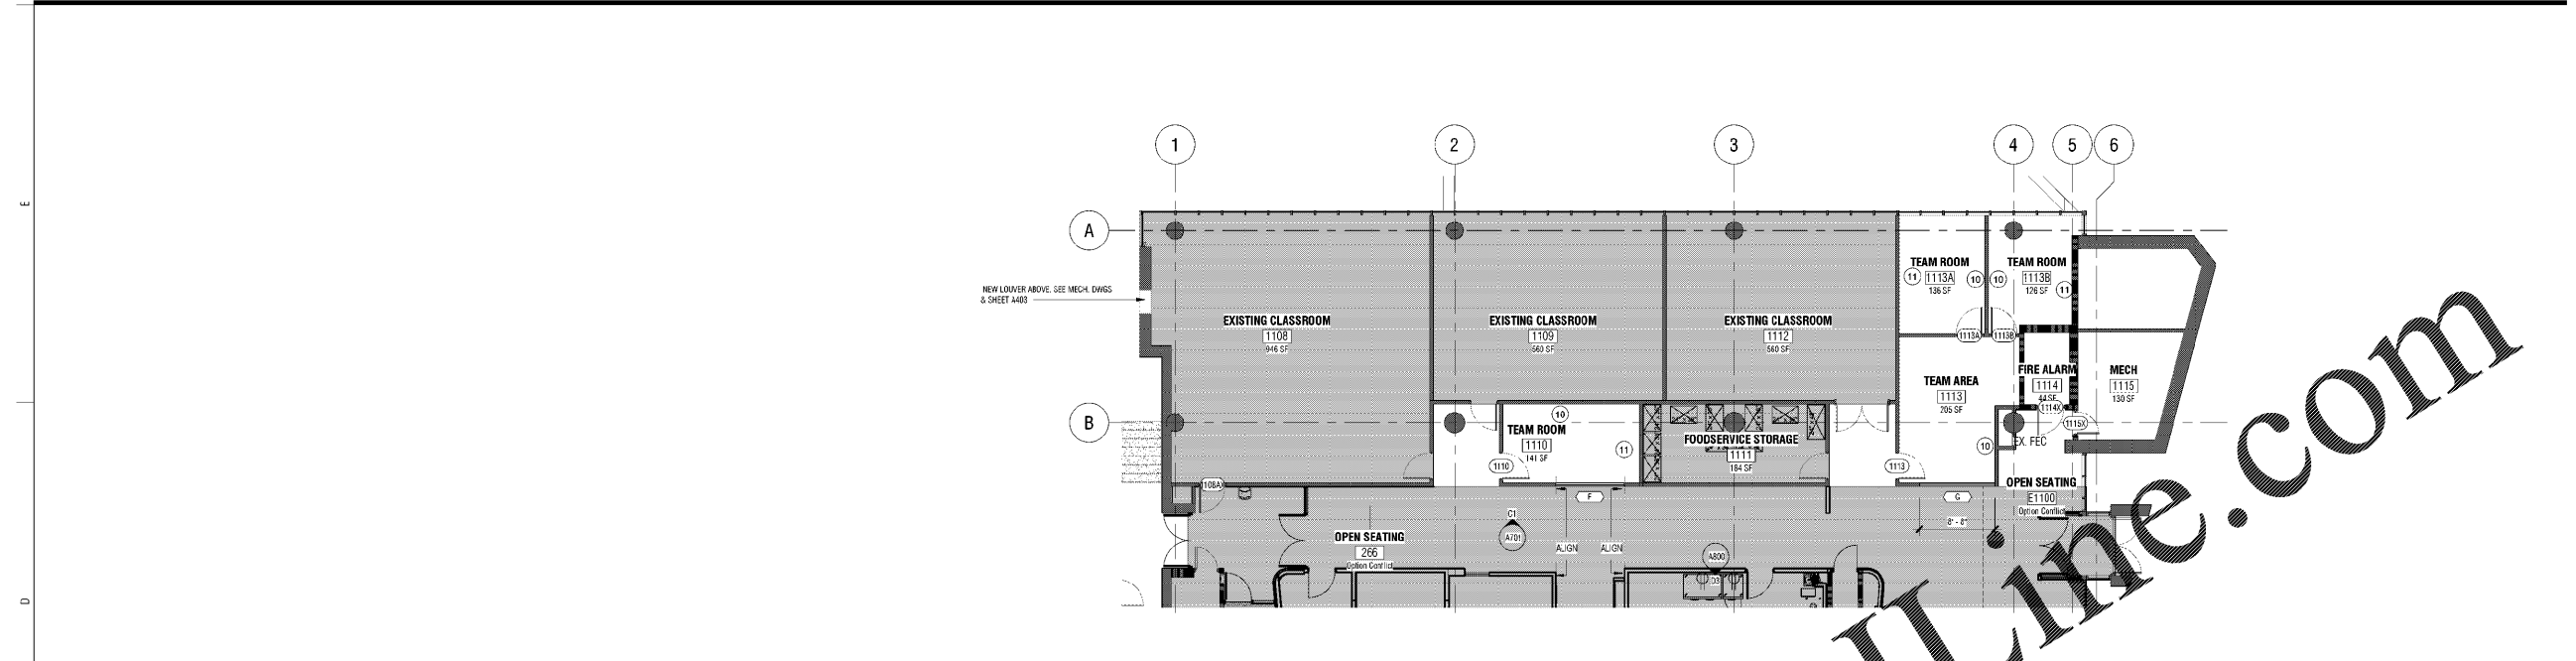 1
2
3
4
5
6
E
A
TEAM ROOM
1113A
136 SF
11
10
10
TEAM ROOM
1113B
126 SF
11
NEW LOUVER ABOVE. SEE MECH. DWGS
& SHEET A403
EXISTING CLASSROOM
1108
946 SF
EXISTING CLASSROOM
1109
560 SF
EXISTING CLASSROOM
1112
560 SF
1113A
1113B
TEAM AREA
1113
205 SF
FIRE ALARM
1114
44 SF
1114X
MECH
1115
130 SF
1115X
B
10
TEAM ROOM
1110
141 SF
11
1110
FOODSERVICE STORAGE
1111
184 SF
1113
10
EX. FEC
108A
F
G
OPEN SEATING
E1100
Option Conflict
8' - 8"
C1
A701
OPEN SEATING
266
Option Conflict
ALIGN
ALIGN
A800
D3
D
Line.com